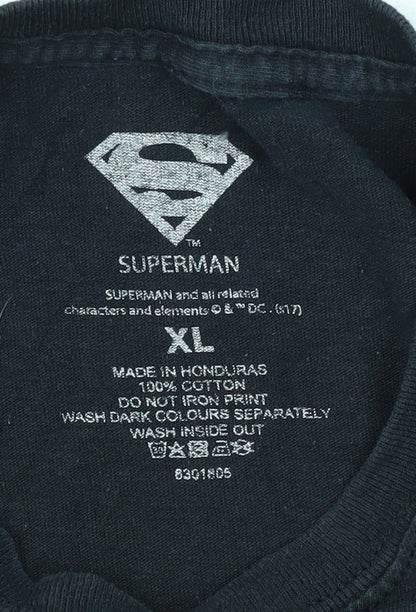 S
™
SUPERMAN
SUPERMAN and all related
characters and elements © & ™ DC. (s17)
XL
MADE IN HONDURAS
100% COTTON
DO NOT IRON PRINT
WASH DARK COLOURS SEPARATELY
WASH INSIDE OUT
30
8301805